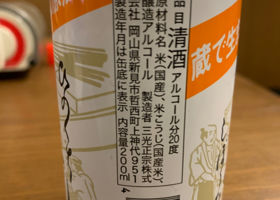 品目 清酒 アルコール分20度
原材料名 米(国産)、米こうじ(国産米)、
醸造アルコール 製造者 三光正宗株式
岡山県新見市哲西町上神代951
製造年月は缶底に表示 内容量200ml
蔵で生